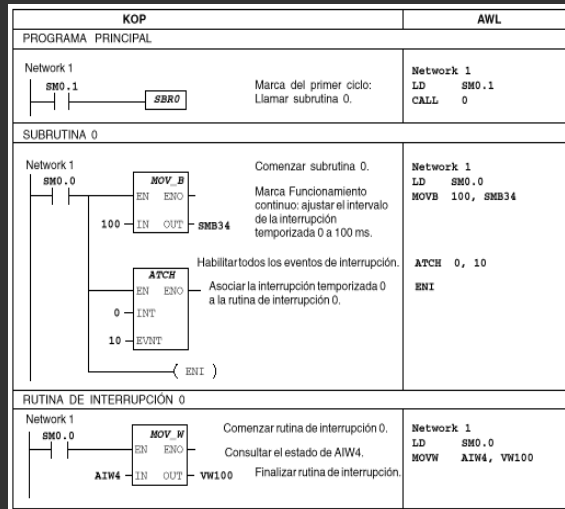 KOP AWL
PROGRAMA PRINCIPAL
Network 1
SM0.1
SBR0
Marca del primer ciclo:
Llamar subrutina 0.
Network 1
LD SM0.1
CALL 0
SUBRUTINA 0
Network 1
SM0.0
MOV_B
EN ENO
100 IN OUT SMB34
Comenzar subrutina 0.
Marca Funcionamiento
continuo: ajustar el intervalo
de la interrupción
temporizada 0 a 100 ms.
Habilitar todos los eventos de interrupción.
ATCH
EN ENO
0 INT
10 EVNT
Asociar la interrupción temporizada 0
a la rutina de interrupción 0.
( ENI )
Network 1
LD SM0.0
MOVB 100, SMB34
ATCH 0, 10
ENI
RUTINA DE INTERRUPCIÓN 0
Network 1
SM0.0
MOV_W
EN ENO
AIW4 IN OUT VW100
Comenzar rutina de interrupción 0.
Consultar el estado de AIW4.
Finalizar rutina de interrupción.
Network 1
LD SM0.0
MOVW AIW4, VW100